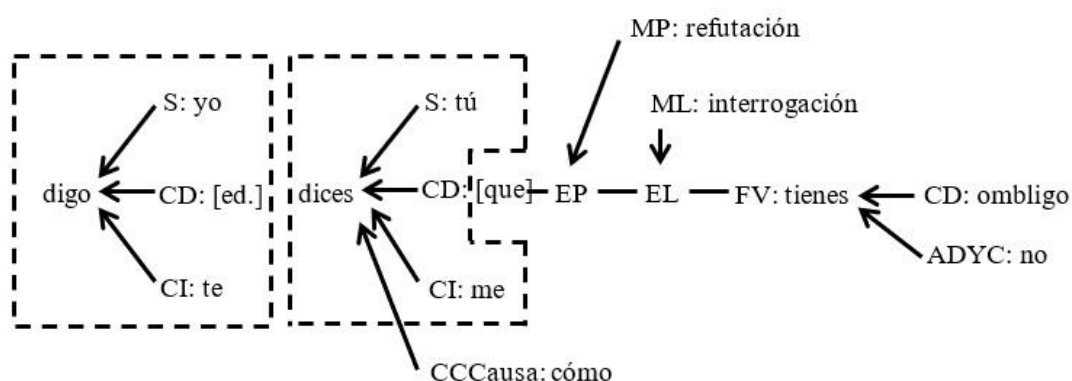 MP: refutación
S: yo
S: tú
ML: interrogación
digo
CD: [ed.]
dices
CD: [que]
EP
EL
FV: tienes
CD: ombligo
ADYC: no
CI: te
CI: me
CCCausa: cómo